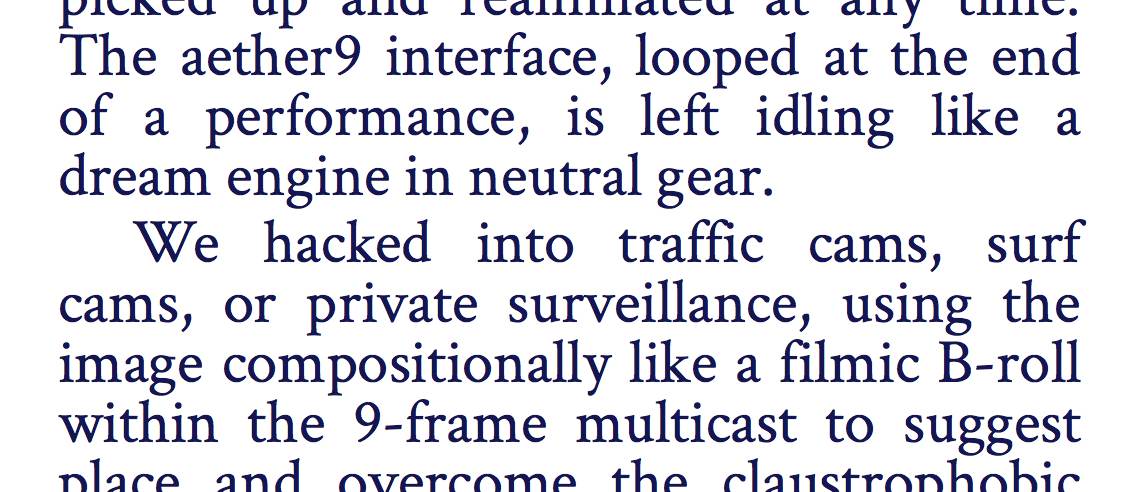 picked up and reanimated at any time.
The aether9 interface, looped at the end
of a performance, is left idling like a
dream engine in neutral gear.
We hacked into traffic cams, surf
cams, or private surveillance, using the
image compositionally like a filmic B-roll
within the 9-frame multicast to suggest
place and overcome the claustrophobic